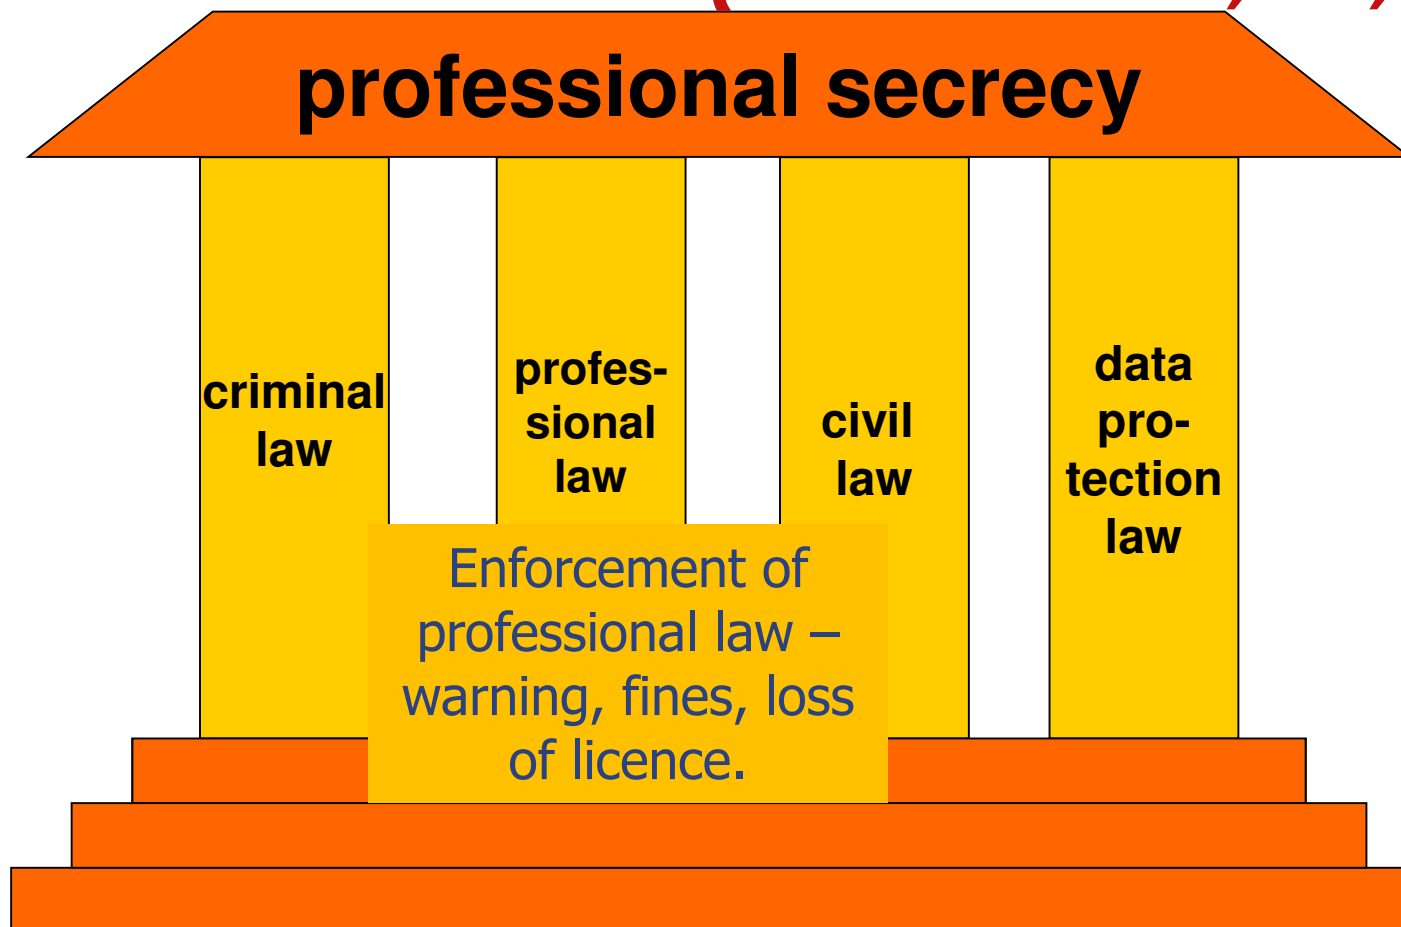 professional secrecy
criminal
law
profes-
sional
law
civil
law
data
pro-
tection
law
Enforcement of
professional law –
warning, fines, loss
of licence.